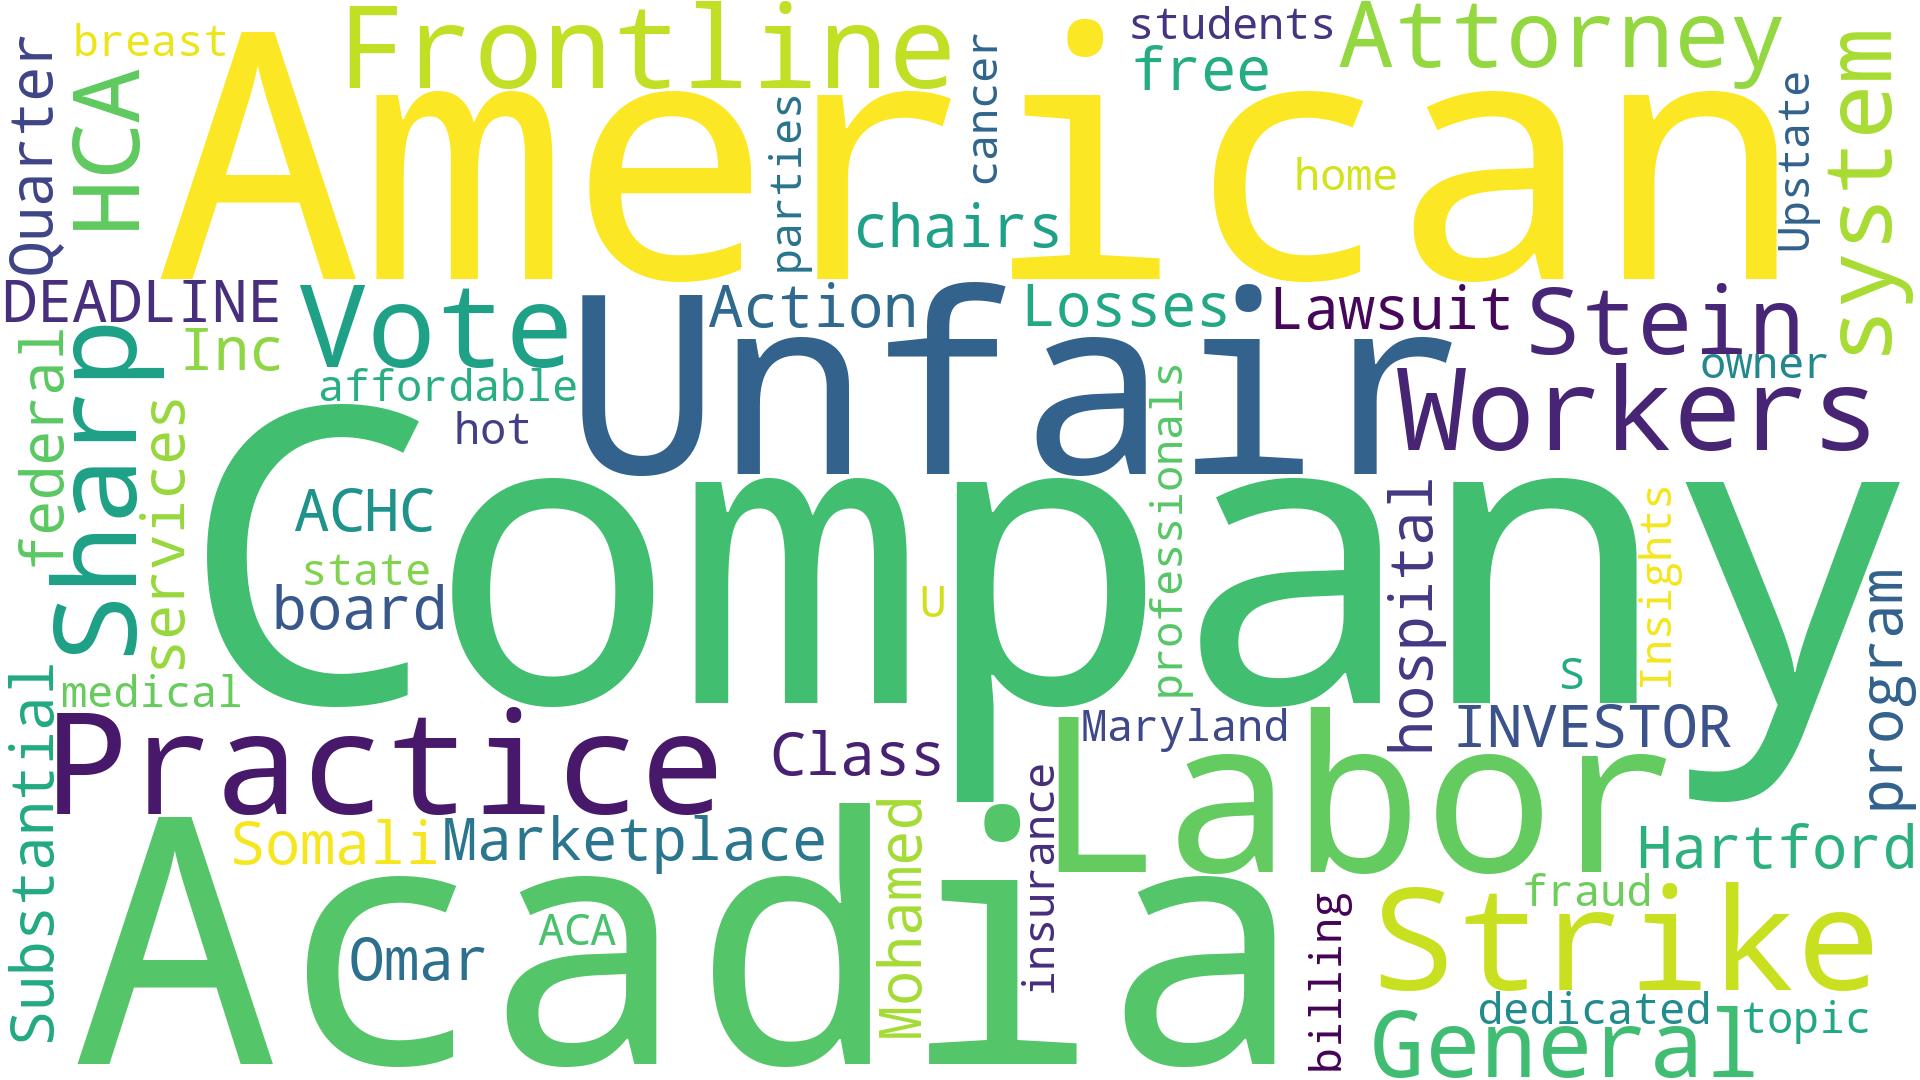 breast
Frontline
students
Attorney
free
Quarter
HCA
American
parties
cancer
chairs
home
Upstate
system
DEADLINE
Vote
Action
Losses
Lawsuit
Stein
Inc
Unfair
owner
affordable
hot
Workers
federal
Sharp
services
Company
ACHC
state
board
U
professionals
hospital
S
Insights
program
medical
Substantial
Practice
Class
Maryland
INVESTOR
Labor
Somali
Marketplace
Mohamed
insurance
Hartford
Acadia
Omar
ACA
fraud
Strike
billing
dedicated
topic
General